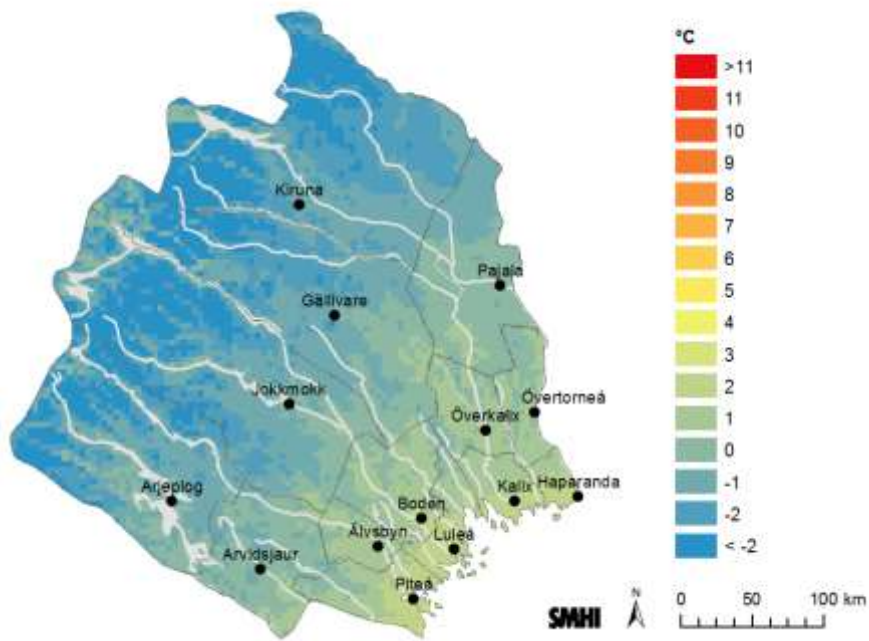 °C
>11
11
10
9
8
7
6
5
4
3
2
1
0
-1
-2
< -2
Kiruna
Pajala
Gällivare
Jokkmokk
Övertorneå
Överkalix
Arjeplog
Kalix
Haparanda
Boden
Älvsbyn
Luleå
Arvidsjaur
Piteå
SMHI
N
0 50 100 km